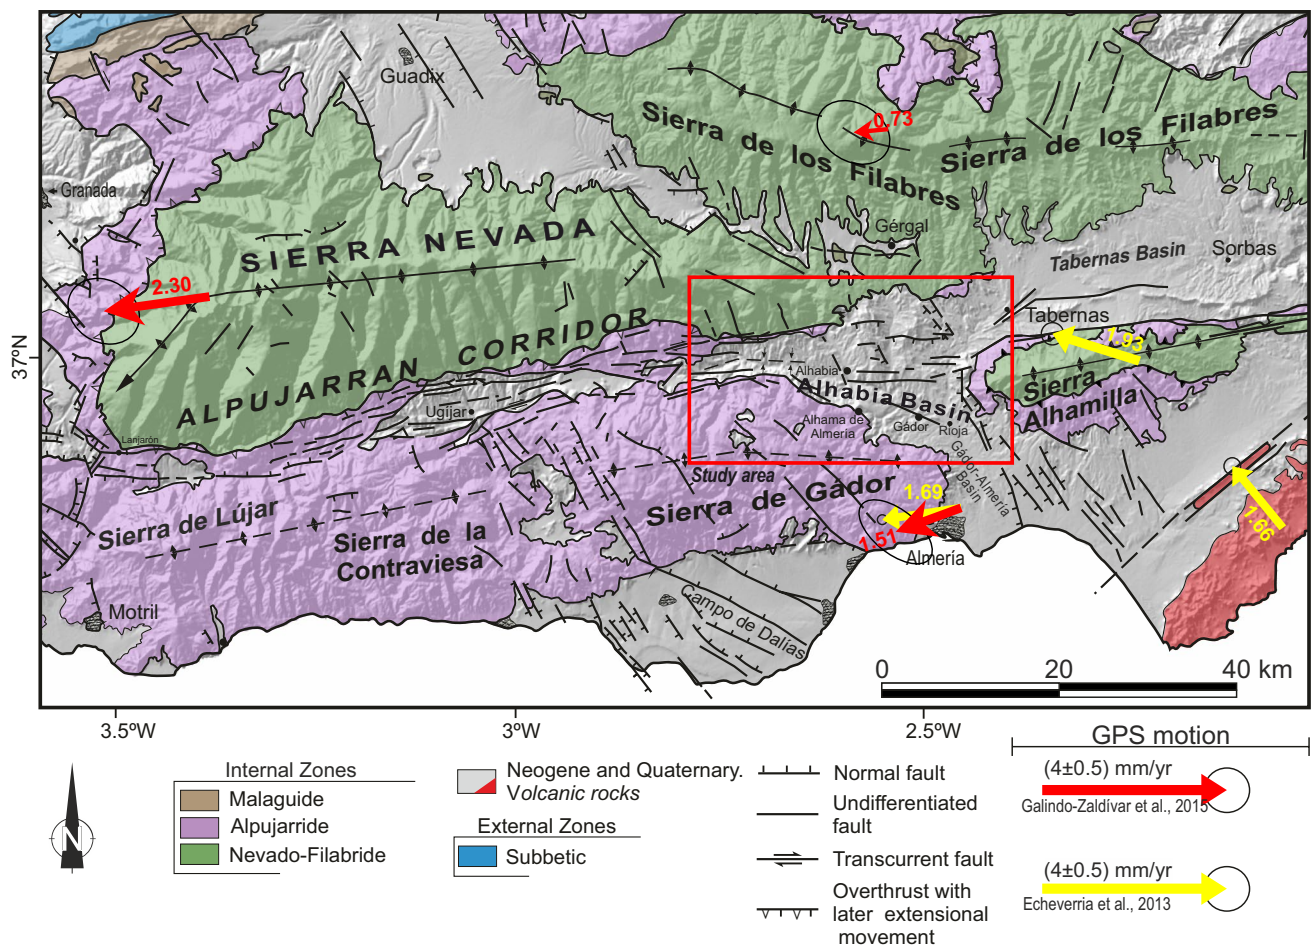 Guadix
Sierra de los Filabres
0.73
Sierra de los Filabres
Granada
Gérgal
SIERRA NEVADA
Tabernas Basin
Sorbas
2.30
Tabernas
1.93
37ºN
ALPUJARRAN CORRIDOR
Alhabia
Alhabia Basin
Sierra
Alhamilla
Ugíjar
Alhama de
Almería
Gádor
Rioja
Lanjarón
Study area
Gádor-Almería
Basin
Sierra de Gádor
1.69
1.51
Almería
1.66
Sierra de Lújar
Sierra de la
Contraviesa
Motril
Campo de Dalías
0
20
40 km
3.5ºW
3ºW
2.5ºW
N
Internal Zones
Malaguide
Alpujarride
Nevado-Filabride
Neogene and Quaternary.
Volcanic rocks
External Zones
Subbetic
Normal fault
Undifferentiated
fault
Transcurrent fault
Overthrust with
later extensional
movement
GPS motion
(4±0.5) mm/yr
Galindo-Zaldívar et al., 2015
(4±0.5) mm/yr
Echeverria et al., 2013